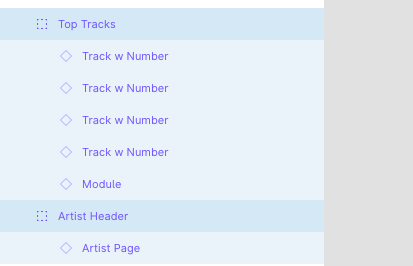 Top Tracks
Track w Number
Track w Number
Track w Number
Track w Number
Module
Artist Header
Artist Page